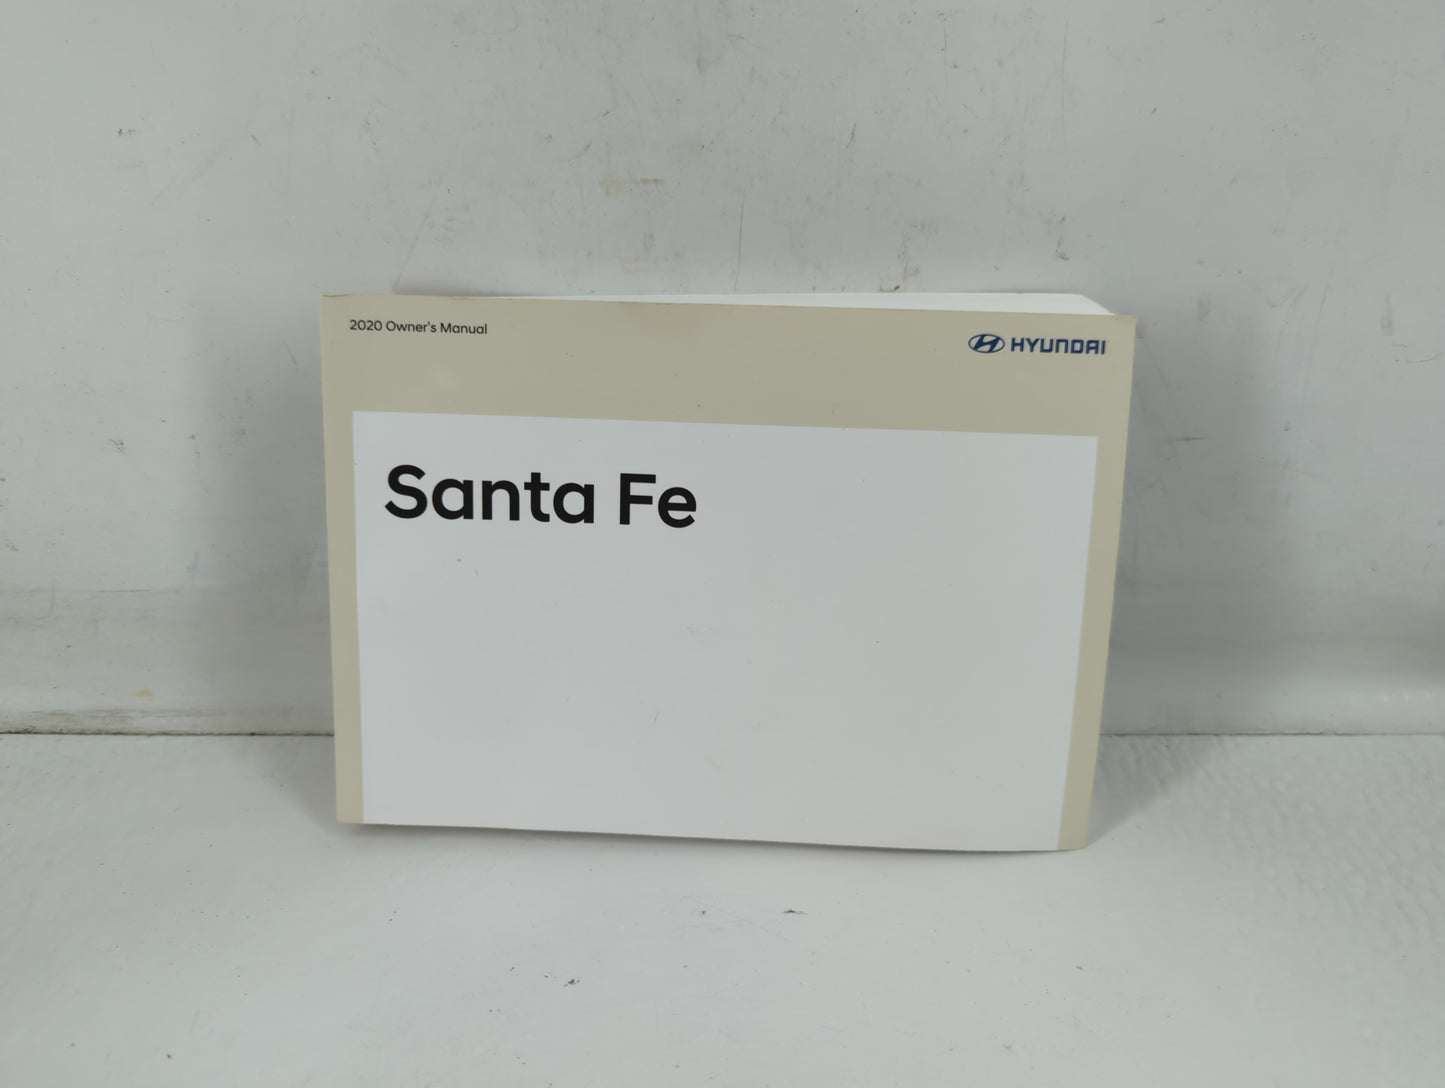 2020 Owner's Manual
HYUNDAI
Santa Fe